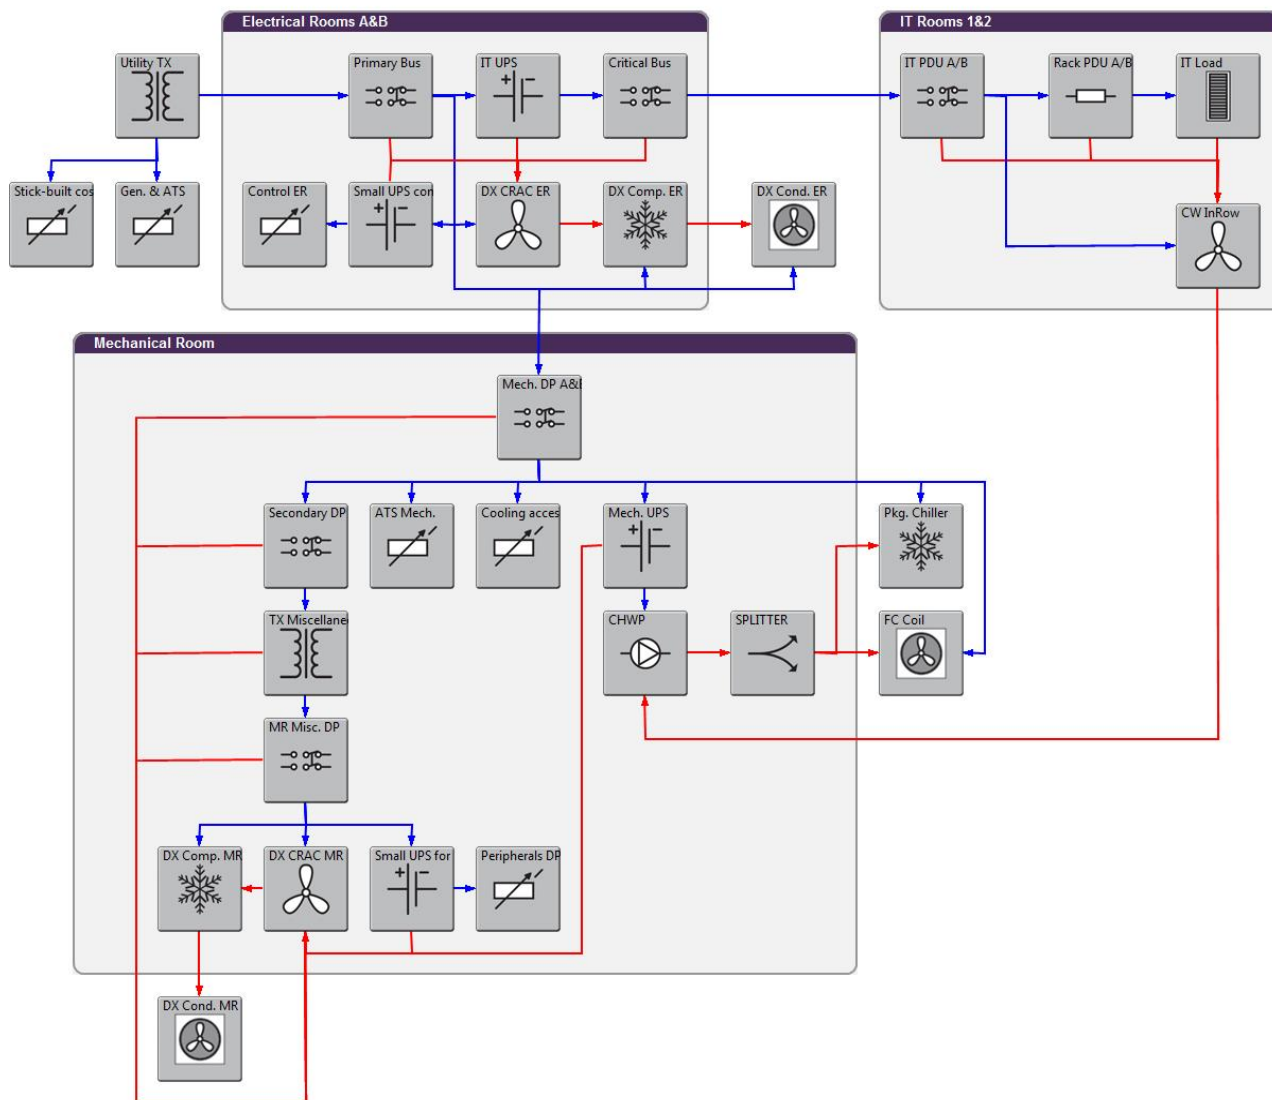 Electrical Rooms A&B
IT Rooms 1&2
Utility TX
Primary Bus
IT UPS
Critical Bus
IT PDU A/B
Rack PDU A/B
IT Load
Stick-built cos
Gen. & ATS
Control ER
Small UPS con
DX CRAC ER
DX Comp. ER
DX Cond. ER
CW InRow
Mechanical Room
Mech. DP A&B
Secondary DP
ATS Mech.
Cooling acces
Mech. UPS
Pkg. Chiller
TX Miscellane
CHWP
SPLITTER
FC Coil
MR Misc. DP
DX Comp. MR
DX CRAC MR
Small UPS for
Peripherals DP
DX Cond. MR